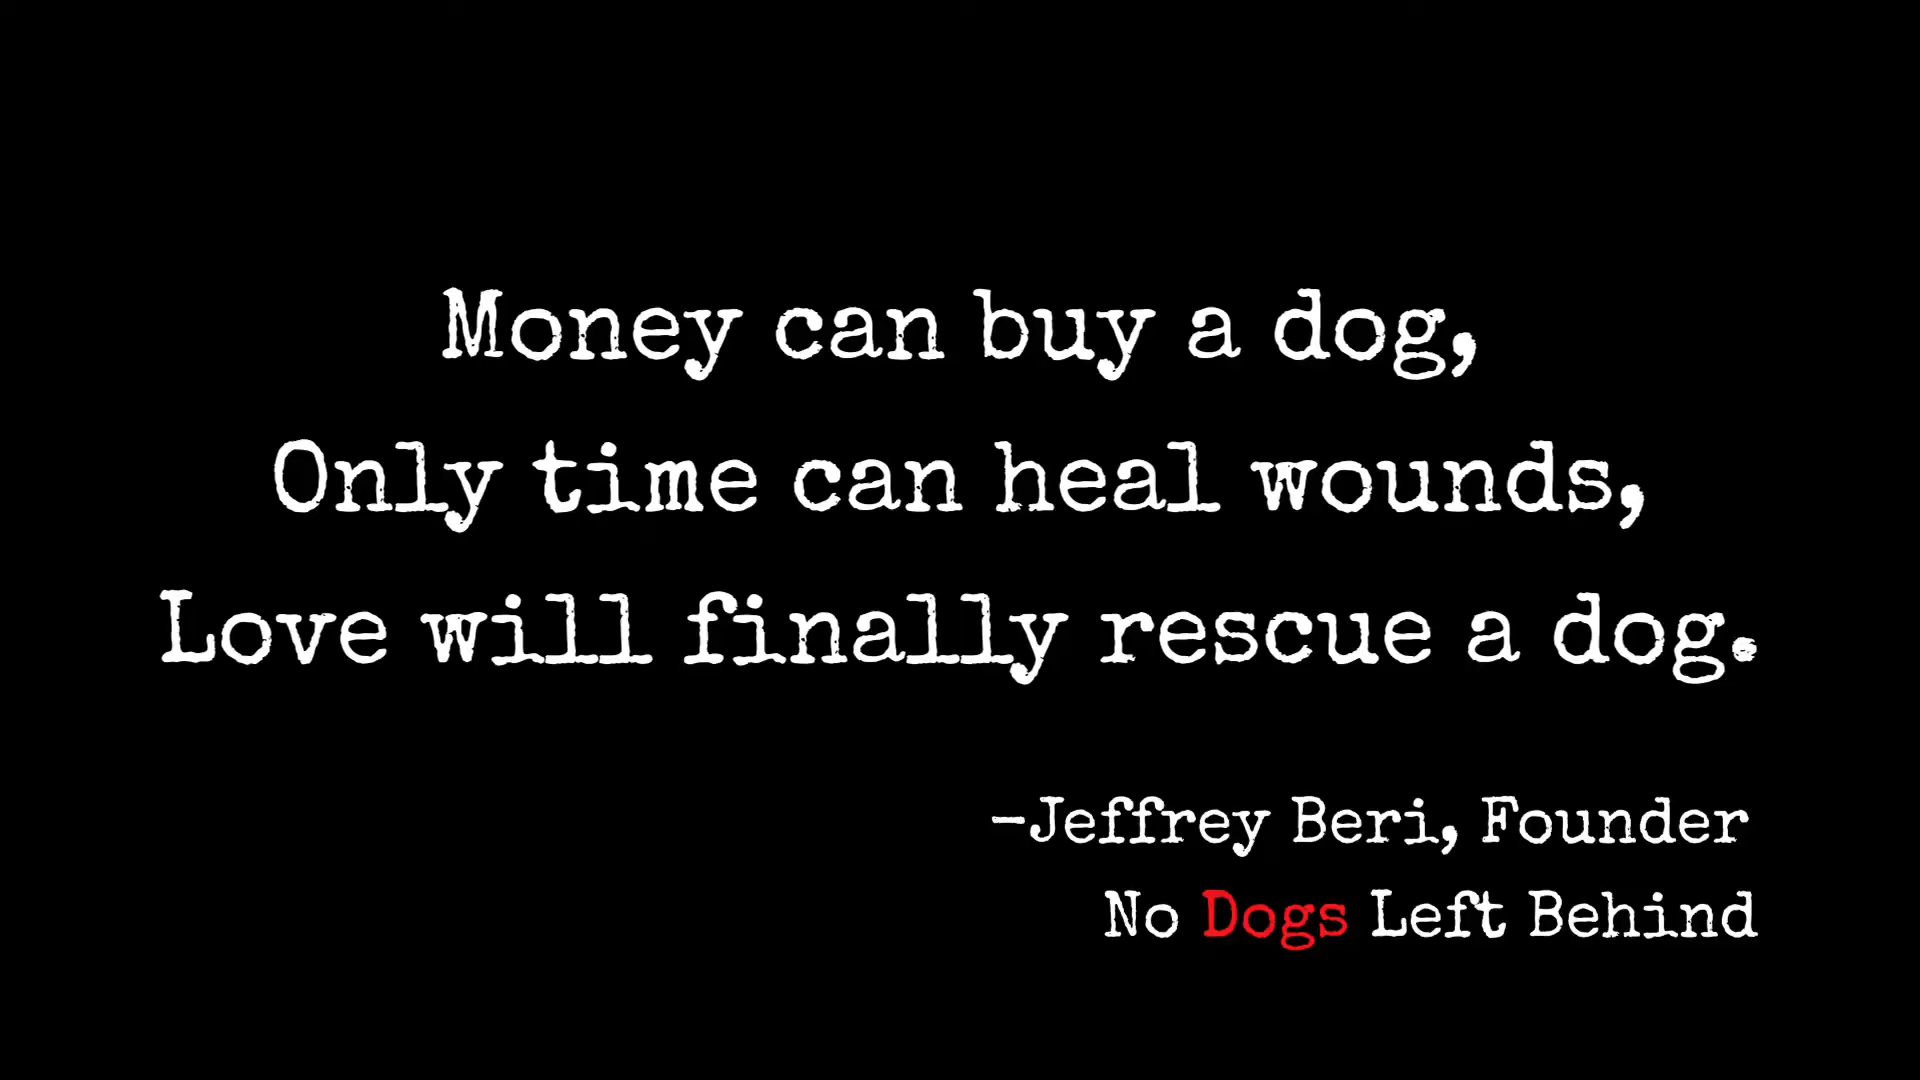 Money can buy a dog,
Only time can heal wounds,
Love will finally rescue a dog.
-Jeffrey Beri, Founder
No Dogs Left Behind